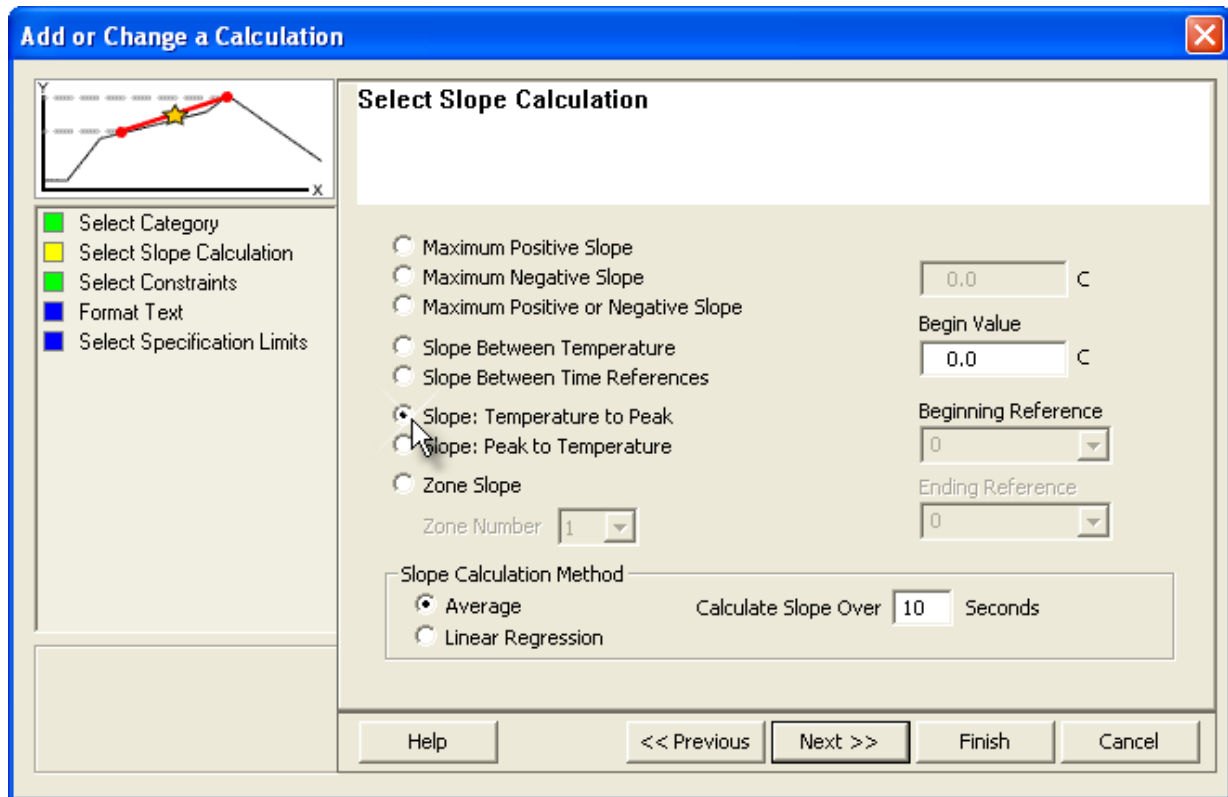 Add or Change a Calculation
Y
X
Select Category
Select Slope Calculation
Select Constraints
Format Text
Select Specification Limits
Select Slope Calculation
Maximum Positive Slope
Maximum Negative Slope
0.0 C
Maximum Positive or Negative Slope
Begin Value
Slope Between Temperature
0.0 C
Slope Between Time References
Slope: Temperature to Peak
Beginning Reference
Slope: Peak to Temperature
0
Zone Slope
Ending Reference
Zone Number 1
0
Slope Calculation Method
Average
Calculate Slope Over 10 Seconds
Linear Regression
Help
<< Previous
Next >>
Finish
Cancel